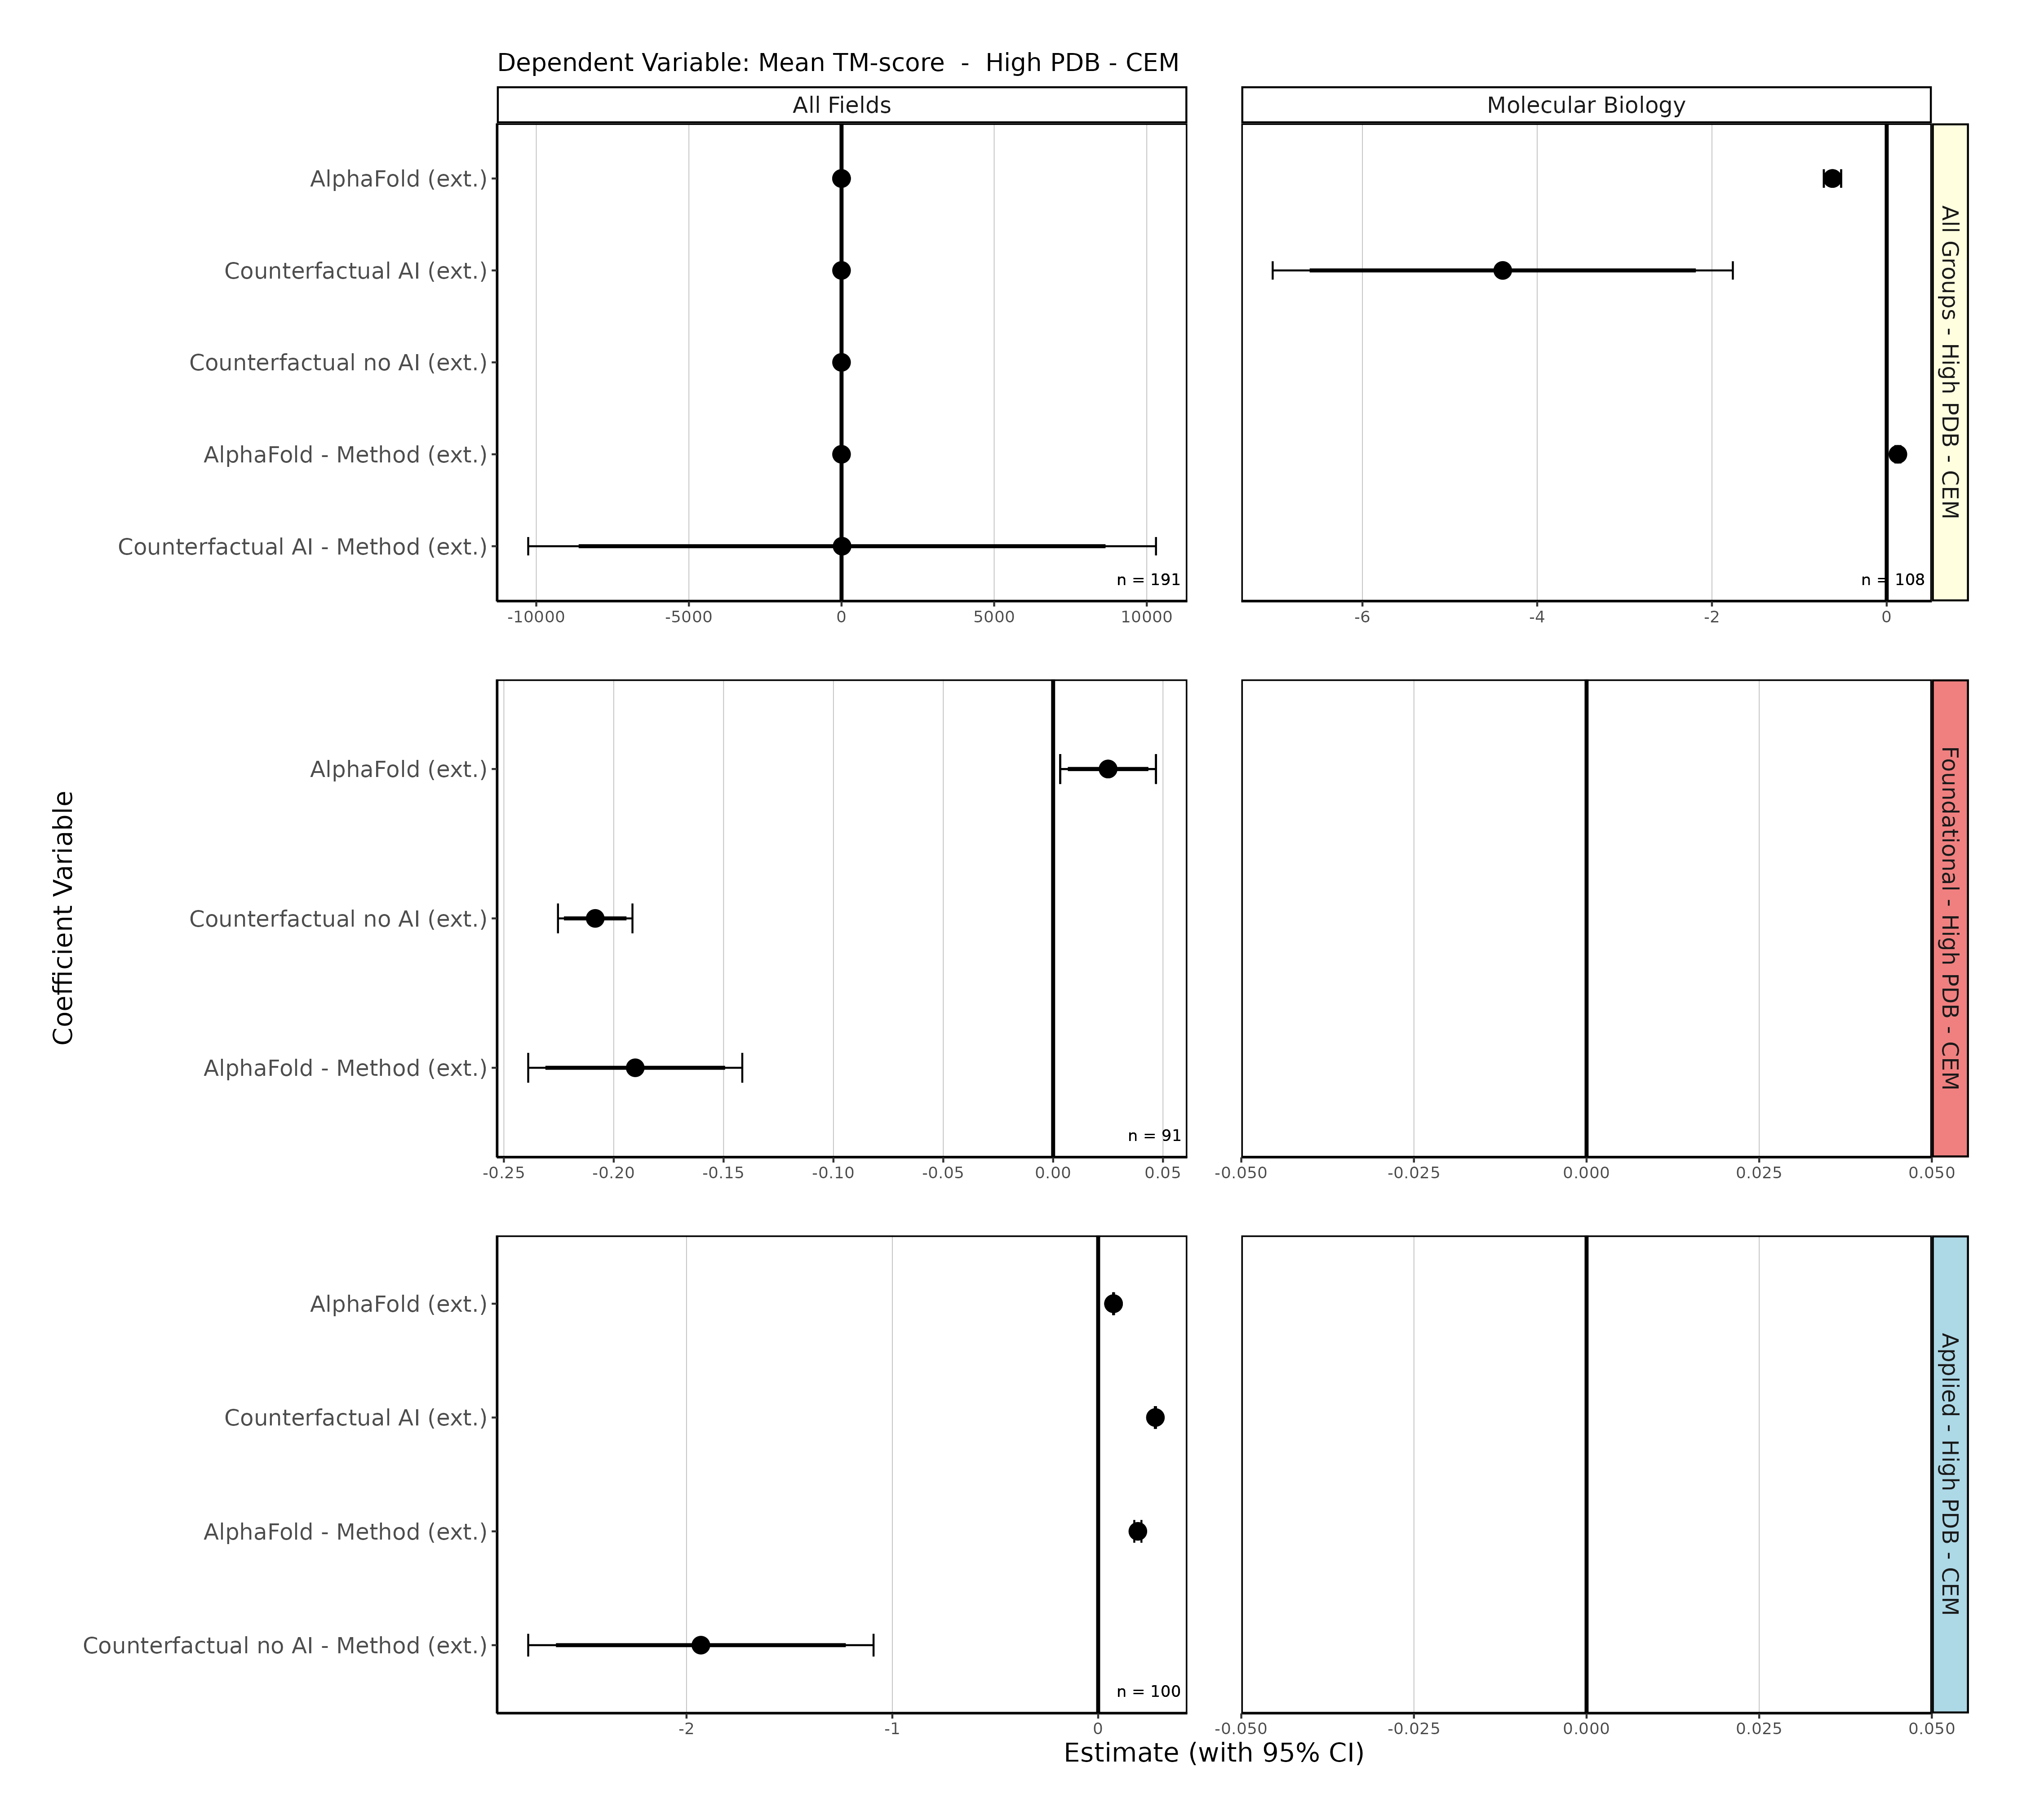 Dependent Variable: Mean TM-score - High PDB - CEM
All Fields
Molecular Biology
AlphaFold (ext.)
Counterfactual AI (ext.)
Counterfactual no AI (ext.)
AlphaFold - Method (ext.)
Counterfactual AI - Method (ext.)
n = 191
-10000 -5000 0 5000 10000
n = 108
-6 -4 -2 0
All Groups - High PDB - CEM
Coefficient Variable
AlphaFold (ext.)
Counterfactual no AI (ext.)
AlphaFold - Method (ext.)
n = 91
-0.25 -0.20 -0.15 -0.10 -0.05 0.00 0.05
-0.050 -0.025 0.000 0.025 0.050
Foundational - High PDB - CEM
AlphaFold (ext.)
Counterfactual AI (ext.)
AlphaFold - Method (ext.)
Counterfactual no AI - Method (ext.)
n = 100
-2 -1 0
-0.050 -0.025 0.000 0.025 0.050
Applied - High PDB - CEM
Estimate (with 95% CI)